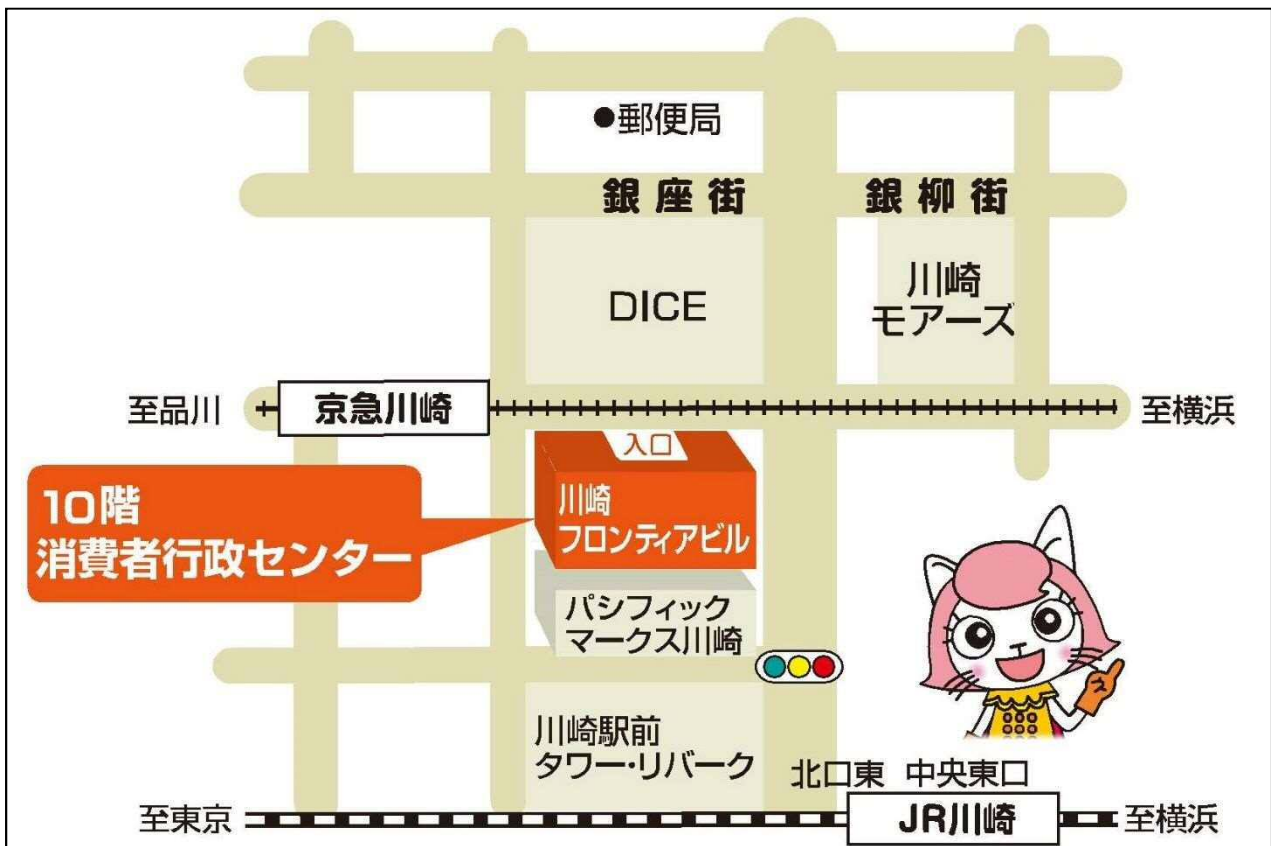 ●郵便局
銀座街
銀柳街
DICE
川崎
モアーズ
至品川
京急川崎
至横浜
入口
川崎
フロンティアビル
10階
消費者行政センター
パシフィック
マークス川崎
川崎駅前
タワー・リバーク
北口東 中央東口
至東京
JR川崎
至横浜